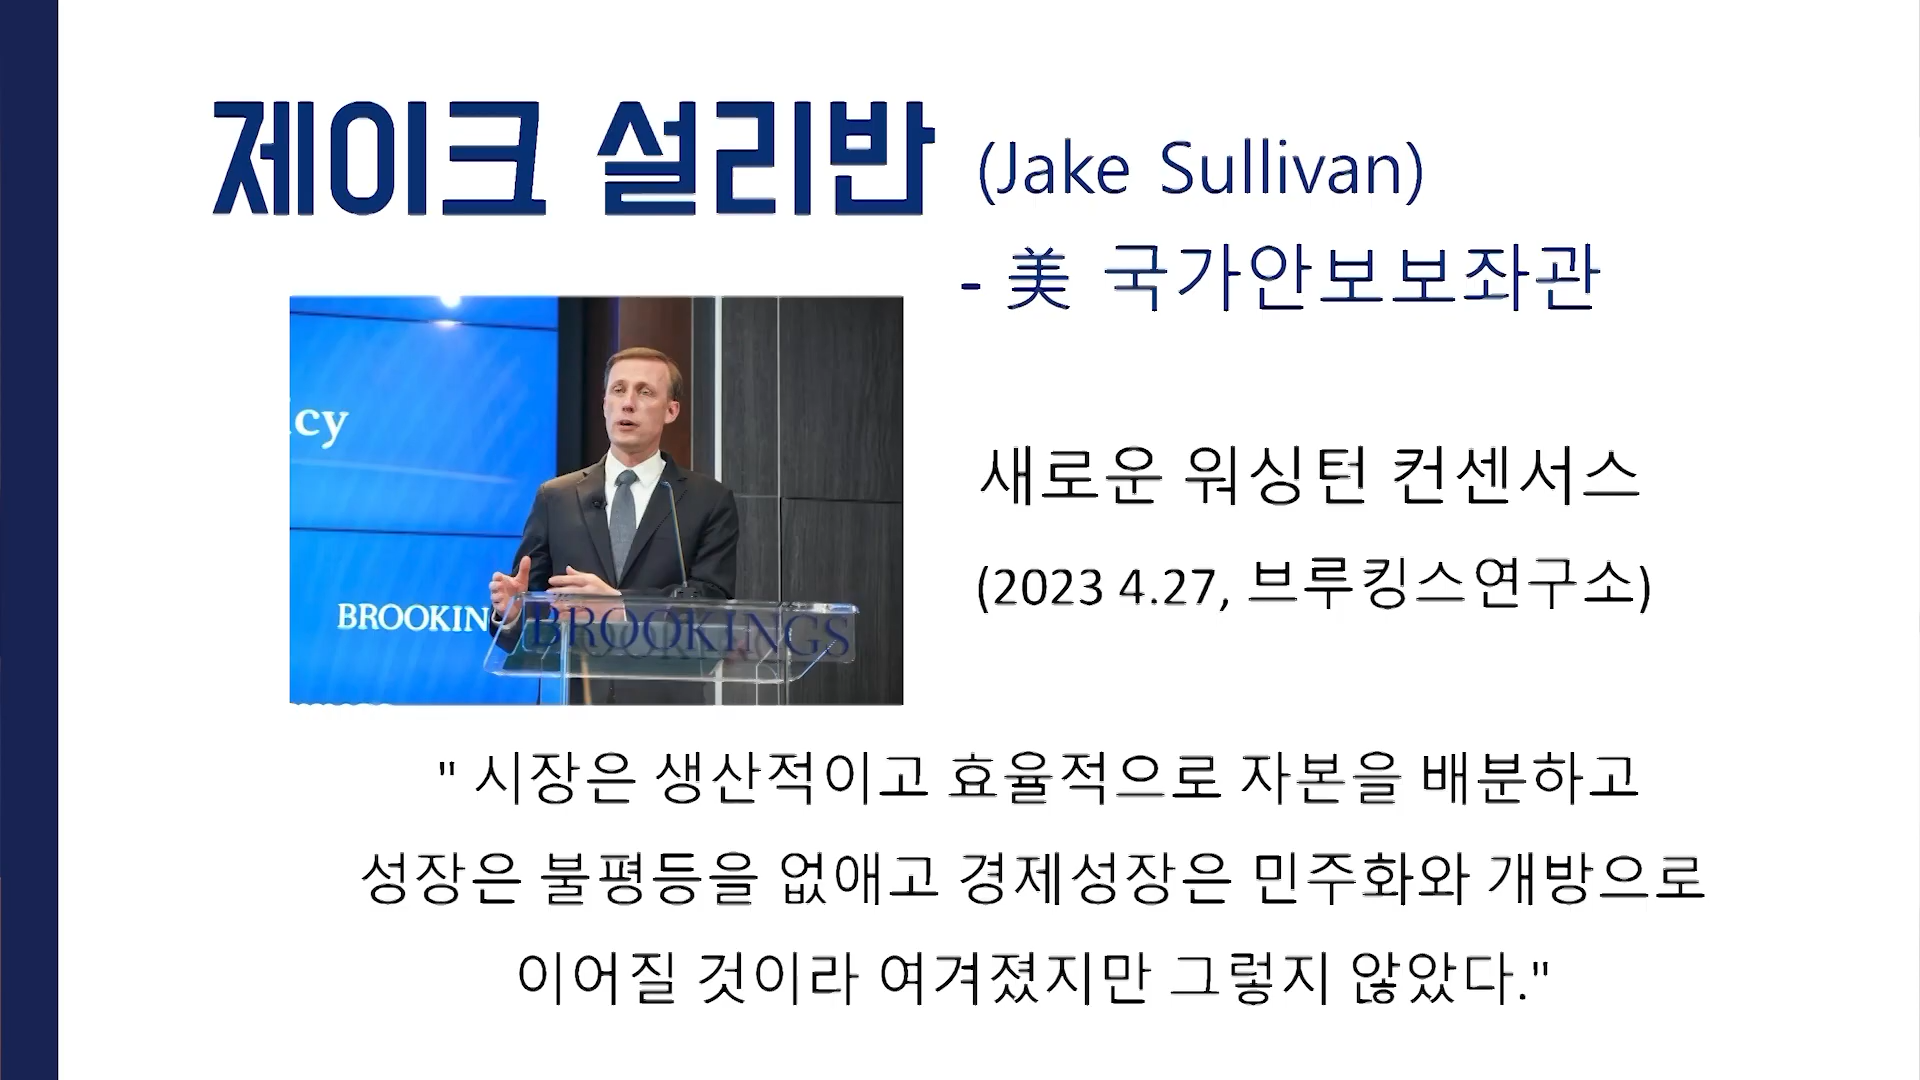 제이크 설리반 (Jake Sullivan)
- 美 국가안보보좌관
icy
BROOKIN
BROOKINGS
새로운 워싱턴 컨센서스
(2023 4.27, 브루킹스연구소)
" 시장은 생산적이고 효율적으로 자본을 배분하고
성장은 불평등을 없애고 경제성장은 민주화와 개방으로
이어질 것이라 여겨졌지만 그렇지 않았다."